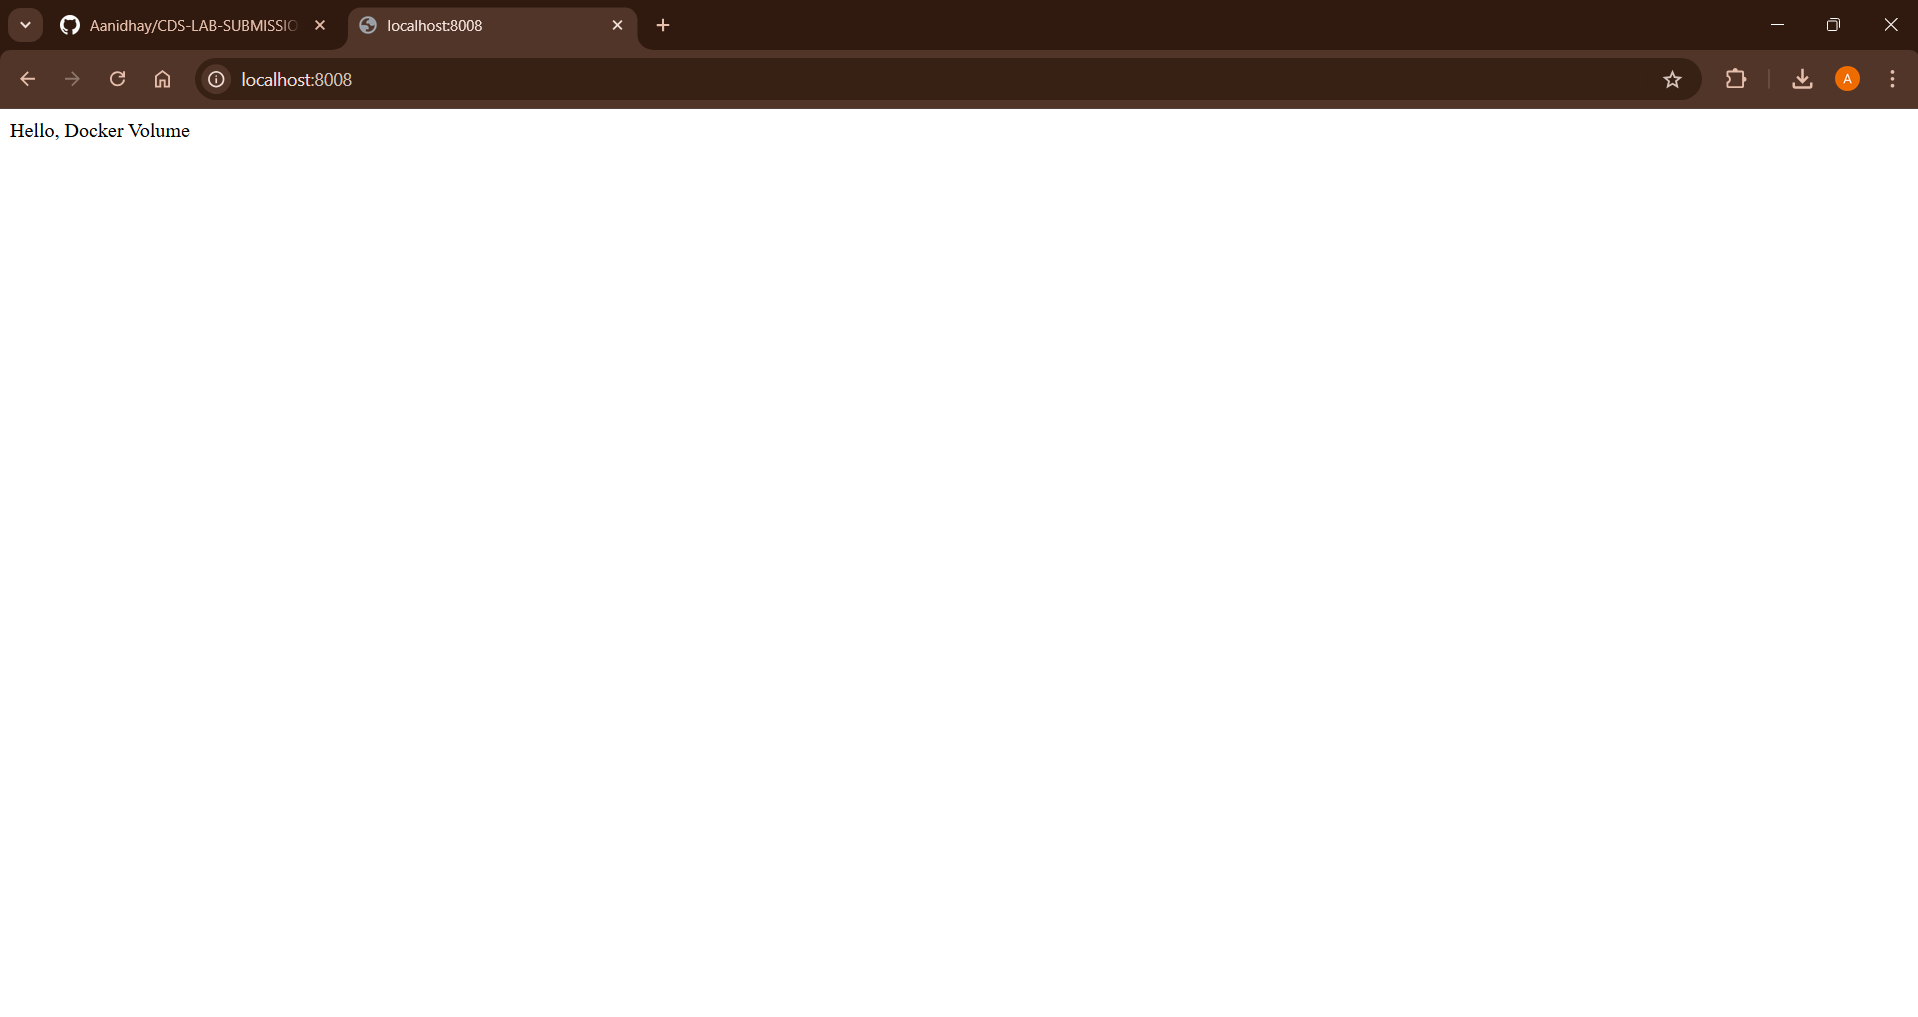 Aanidhay/CDS-LAB-SUBMISSIO
localhost:8008
localhost:8008
A
Hello, Docker Volume